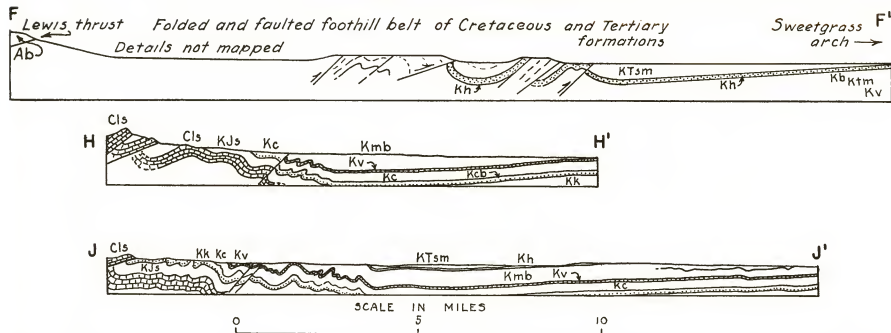 F Lewis thrust Folded and faulted foothill belt of Cretaceous and Tertiary Sweetgrass F'
Details not mapped formations arch
Ab
KTsm
Kh Kh Kb Ktm
Kv
Cls
H Cls KJs Kc Kmb H'
Kv
Kc Kcb Kk
Cls
J Kk Kc Kv KTsm Kh J'
KJs Kmb Kv
Kc
SCALE IN MILES
0 5 10